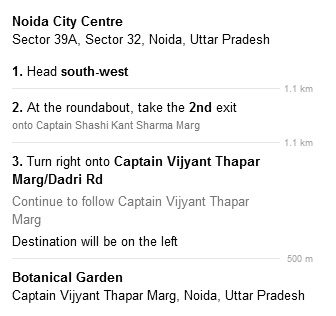 Noida City Centre
Sector 39A, Sector 32, Noida, Uttar Pradesh
1. Head south-west
1.1 km
2. At the roundabout, take the 2nd exit
onto Captain Shashi Kant Sharma Marg
1.1 km
3. Turn right onto Captain Vijyant Thapar
Marg/Dadri Rd
Continue to follow Captain Vijyant Thapar
Marg
Destination will be on the left
500 m
Botanical Garden
Captain Vijyant Thapar Marg, Noida, Uttar Pradesh